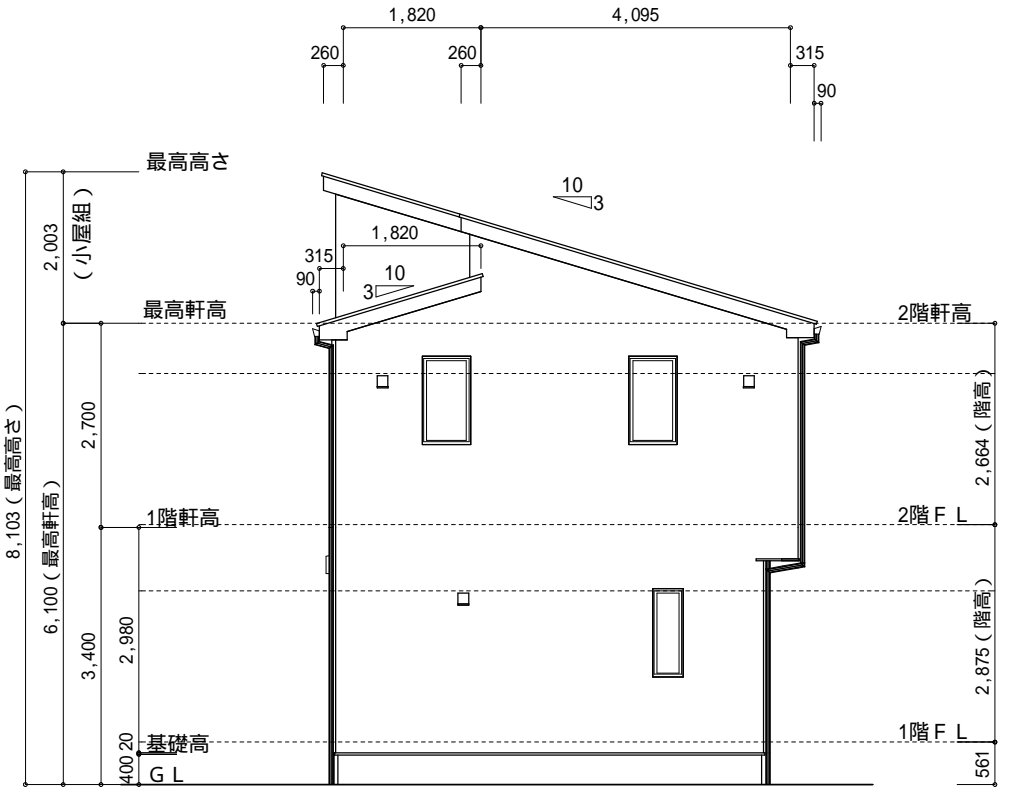 1,820
4,095
260
260
315
90
最高高さ
10
3
2,003
（小屋組）
1,820
315
10
90
3
最高軒高
2階軒高
2,700
2,664（階高）
8,103（最高高さ）
6,100（最高軒高）
1階軒高
2階ＦＬ
2,980
3,400
2,875（階高）
1階ＦＬ
基礎高
20
400
ＧＬ
561